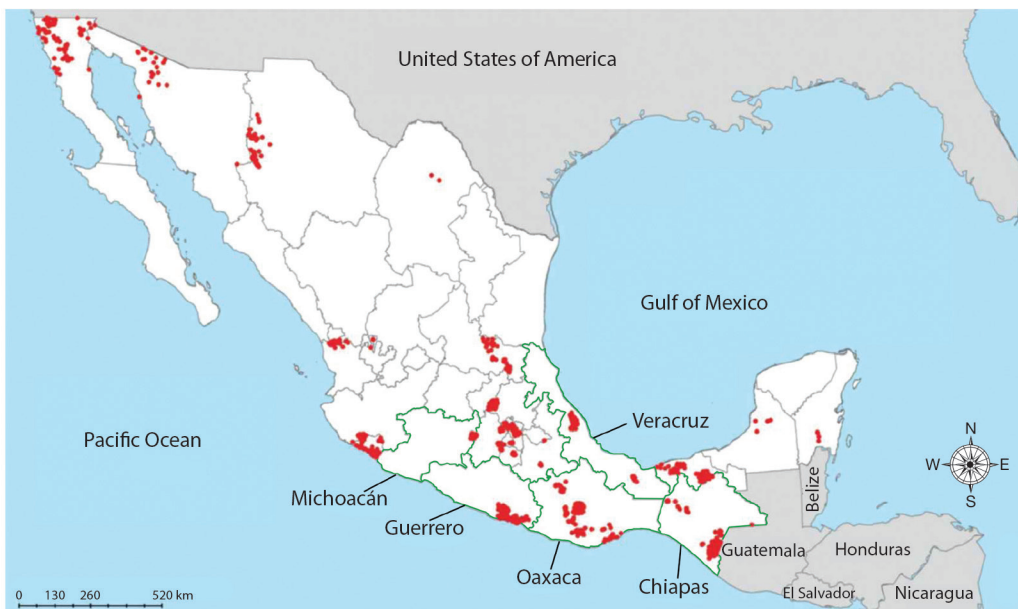 United States of America
Gulf of Mexico
Pacific Ocean
Veracruz
Michoacán
Guerrero
Oaxaca
Chiapas
Belize
Guatemala
Honduras
El Salvador
Nicaragua
N
W
E
S
0 130 260 520 km